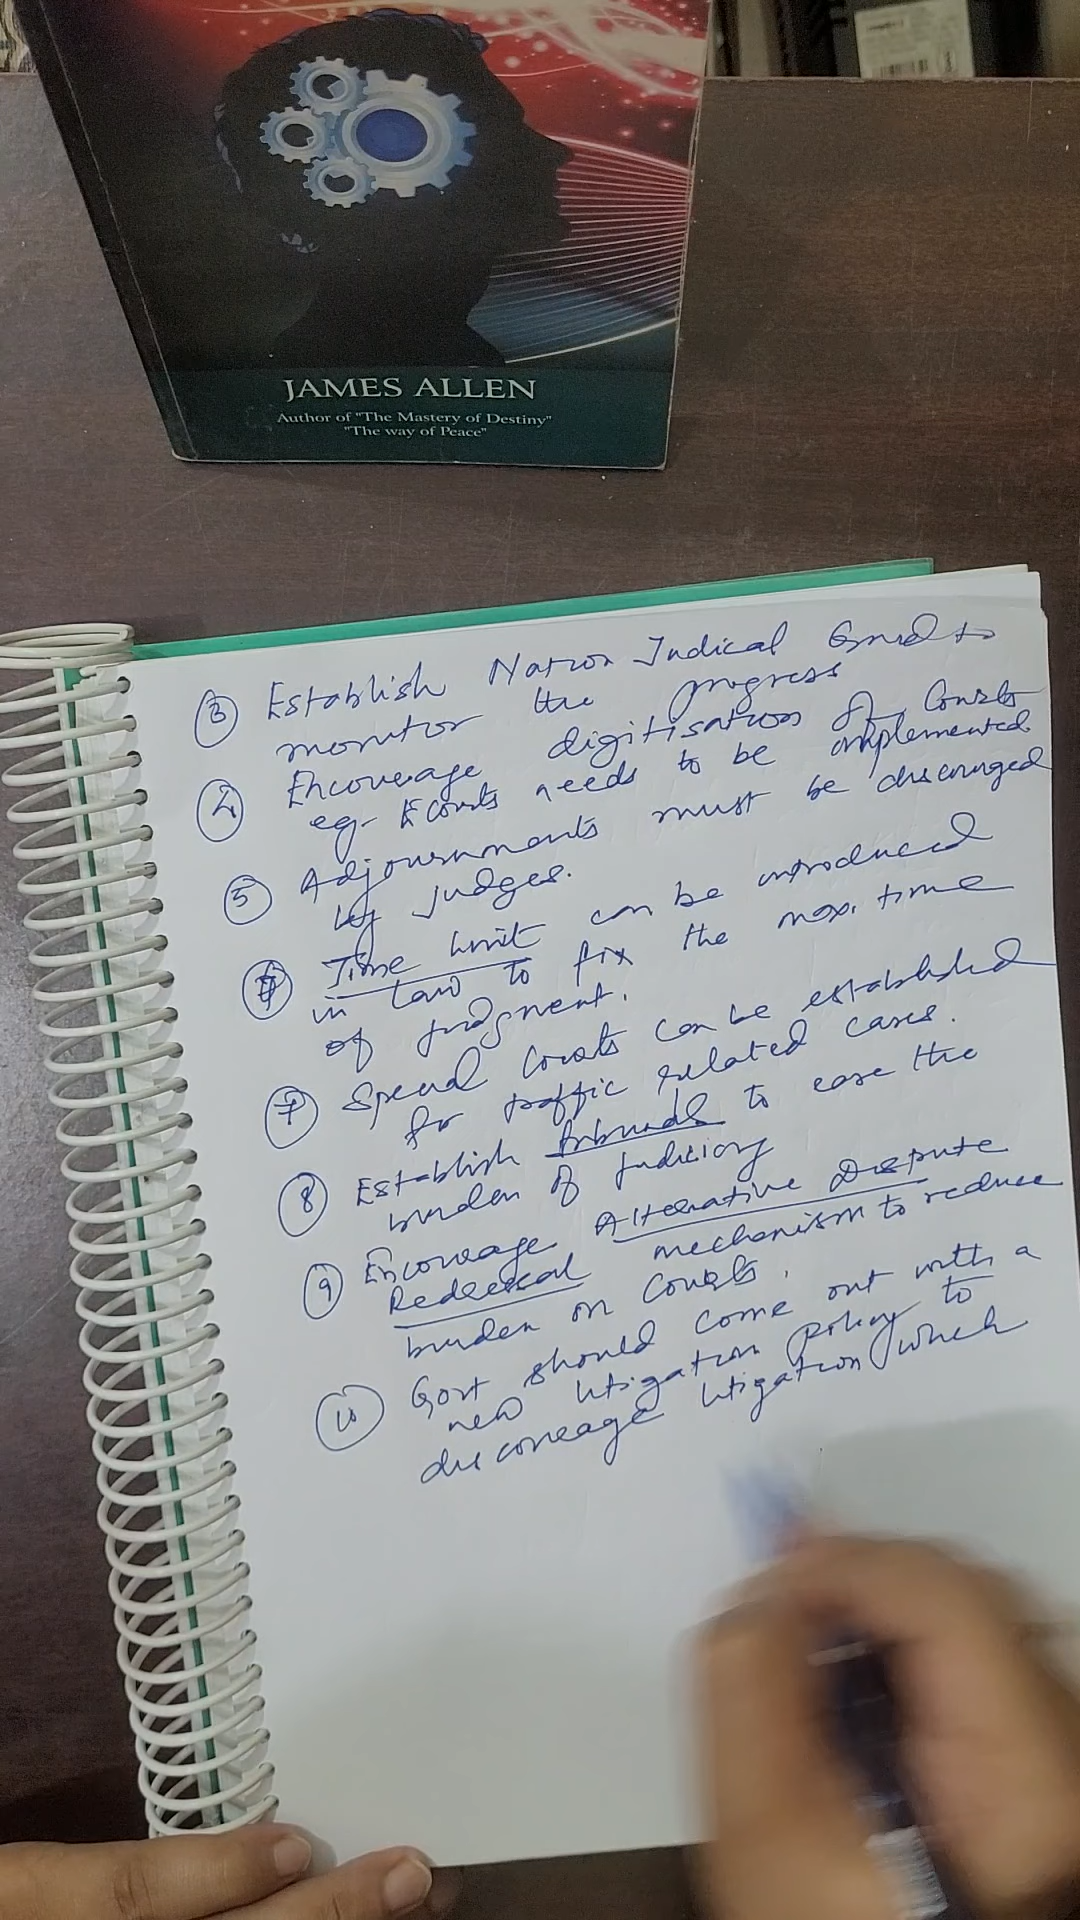 JAMES ALLEN
Author of "The Mastery of Destiny"
"The way of Peace"
③ Establish Nation Judical Grid to
monitor the progress
④ Encourage digitisation of Courts
eg- E courts needs to be implemented
⑤ Adjournments must be discouraged
by judges.
⑥ Time limit can be introduced
in law to fix the max. time
of judgment.
⑦ Special Courts can be established
for traffic related cases.
⑧ Establish Tribunals to ease the
burden of judiciary
⑨ Encourage Alternative Dispute
Redressal mechanism to reduce
burden on Courts.
⑩ Govt should come out with a
new litigation policy to
discourage litigation which